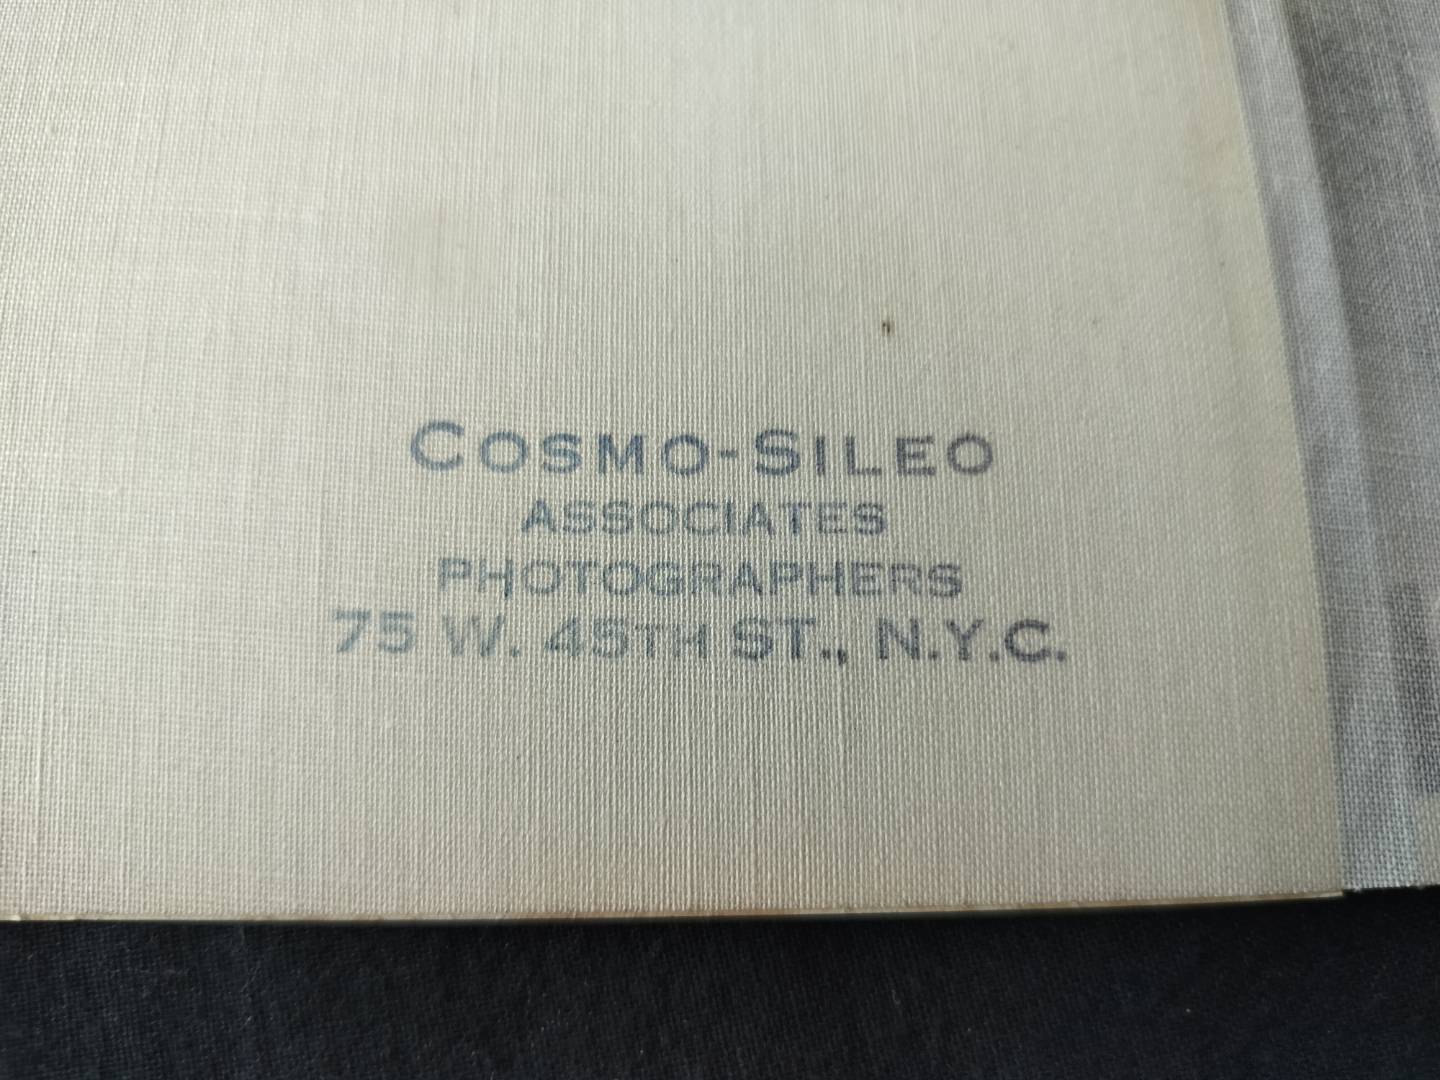 COSMO-SILEO
ASSOCIATES
PHOTOGRAPHERS
75 W. 45TH ST., N.Y.C.